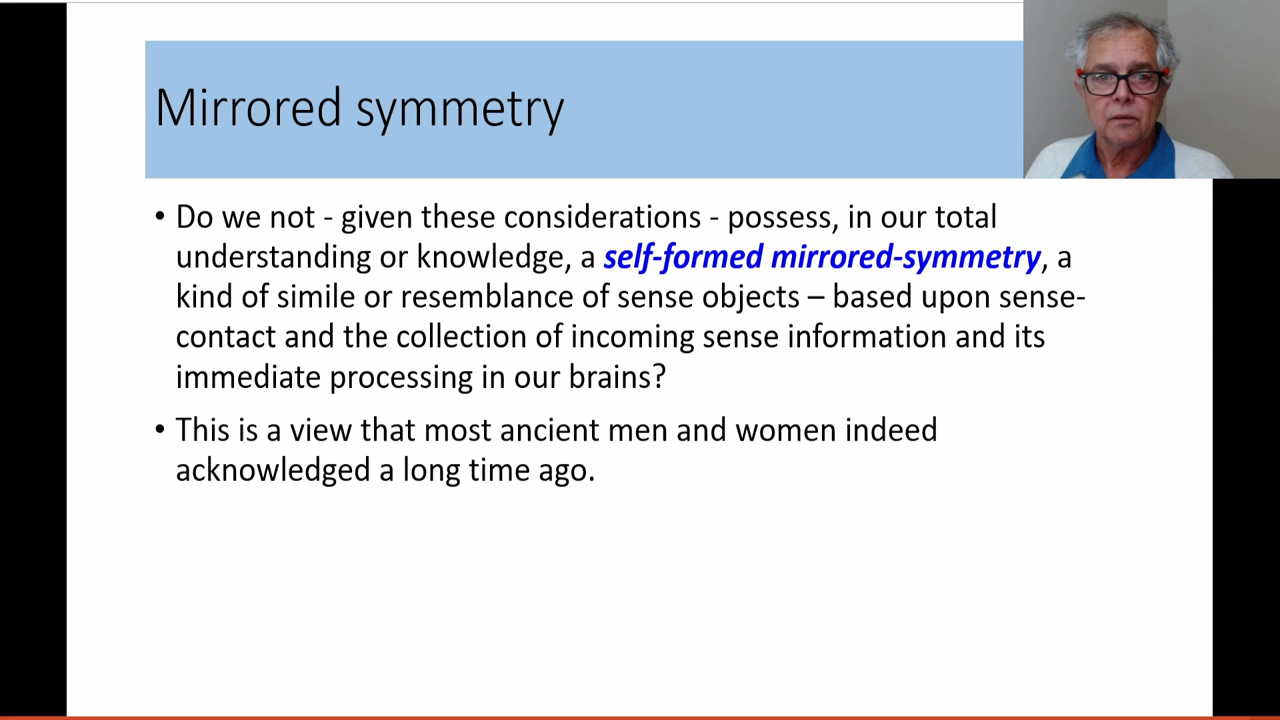 Mirrored symmetry
• Do we not - given these considerations - possess, in our total
understanding or knowledge, a self-formed mirrored-symmetry, a
kind of simile or resemblance of sense objects – based upon sense-
contact and the collection of incoming sense information and its
immediate processing in our brains?
• This is a view that most ancient men and women indeed
acknowledged a long time ago.